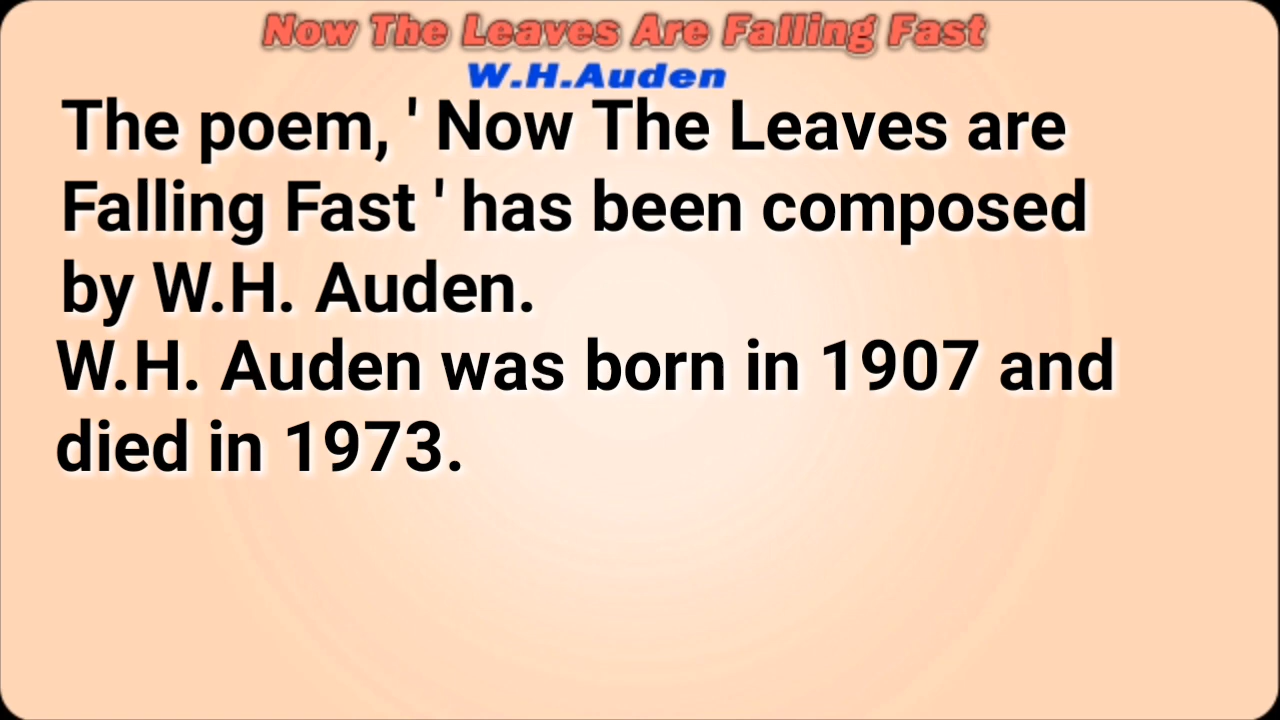 Now The Leaves Are Falling Fast
W.H.Auden
The poem, ' Now The Leaves are
Falling Fast ' has been composed
by W.H. Auden.
W.H. Auden was born in 1907 and
died in 1973.